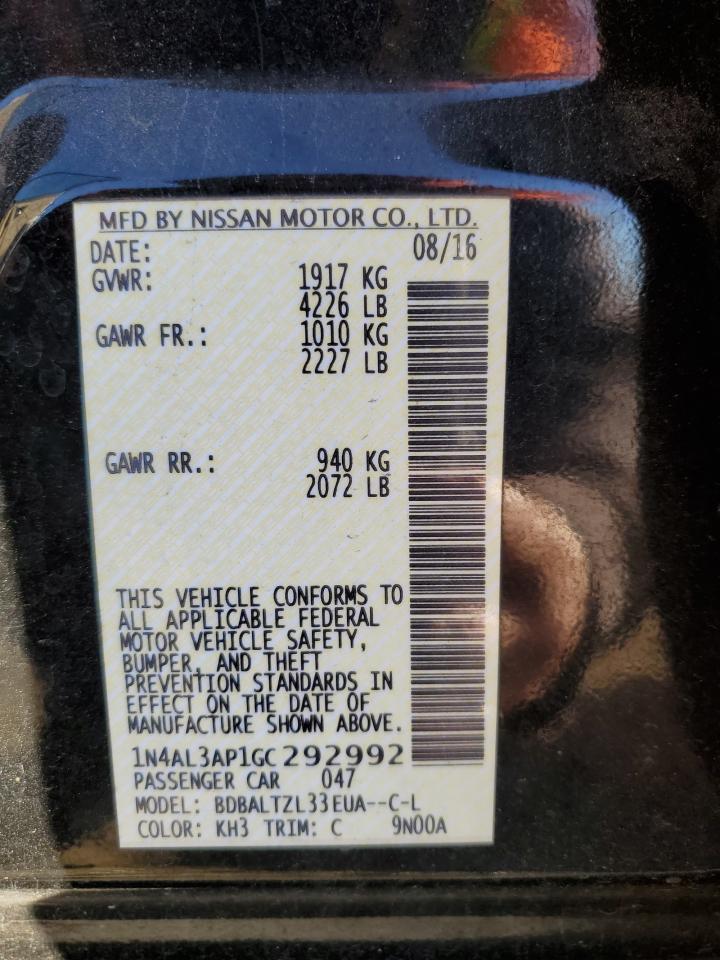 MFD BY NISSAN MOTOR CO., LTD.
DATE: 08/16
GVWR: 1917 KG
4226 LB
GAWR FR.: 1010 KG
2227 LB
GAWR RR.: 940 KG
2072 LB
THIS VEHICLE CONFORMS TO
ALL APPLICABLE FEDERAL
MOTOR VEHICLE SAFETY,
BUMPER, AND THEFT
PREVENTION STANDARDS IN
EFFECT ON THE DATE OF
MANUFACTURE SHOWN ABOVE.
1N4AL3AP1GC292992
PASSENGER CAR 047
MODEL: BDBALTZL33EUA--C-L
COLOR: KH3 TRIM: C 9N00A